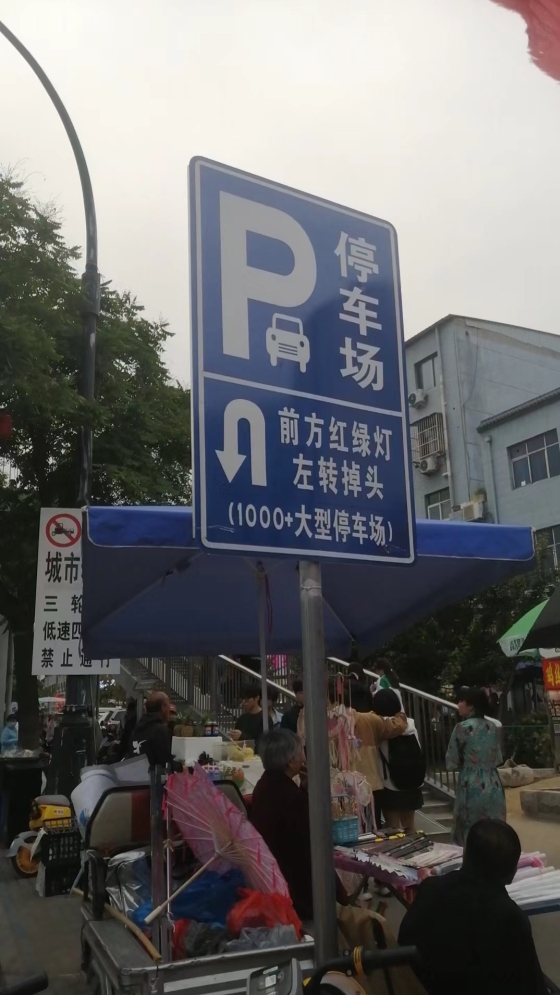 P
停车场
前方红绿灯
左转掉头
(1000+大型停车场)
城市
三轮
低速四
禁止通行